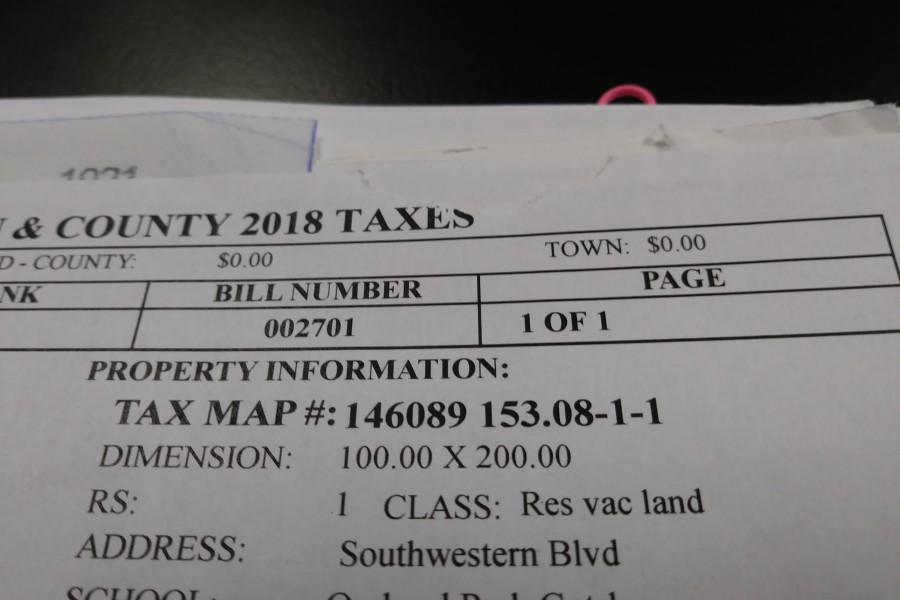 & COUNTY 2018 TAXES
D - COUNTY: $0.00 TOWN: $0.00
NK BILL NUMBER PAGE
002701 1 OF 1
PROPERTY INFORMATION:
TAX MAP #: 146089 153.08-1-1
DIMENSION: 100.00 X 200.00
RS: 1 CLASS: Res vac land
ADDRESS: Southwestern Blvd
SCHOOL: